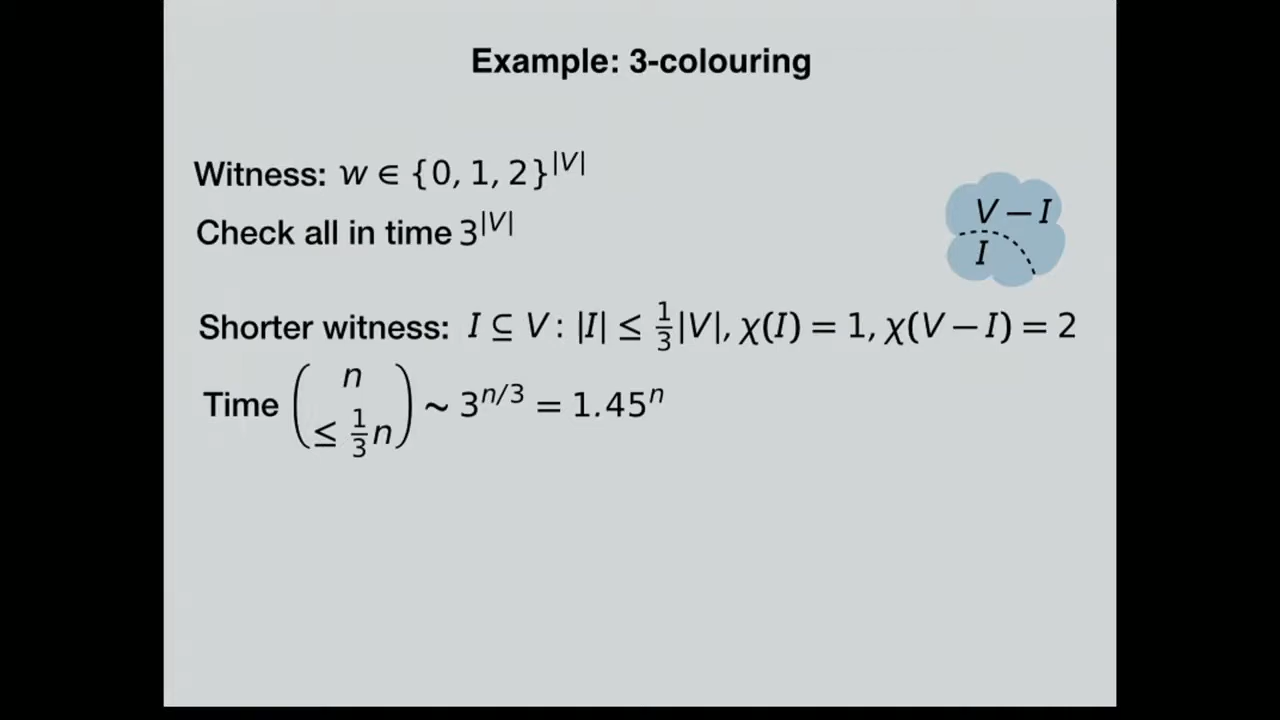 Example: 3-colouring
Witness: w ∈ {0, 1, 2}^|V|
Check all in time 3^|V|
V − I
I
Shorter witness: I ⊆ V : |I| ≤ 1/3 |V|, χ(I) = 1, χ(V − I) = 2
Time (n ≤ 1/3 n) ~ 3^{n/3} = 1.45^n